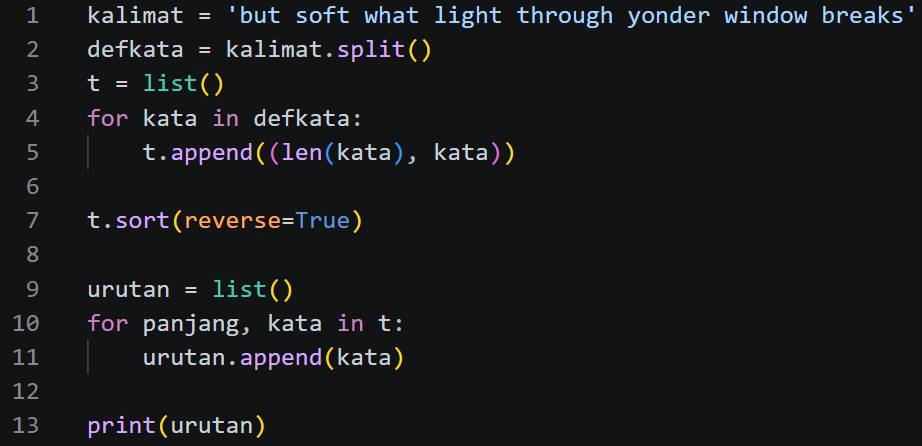 1 kalimat = 'but soft what light through yonder window breaks'
2 defkata = kalimat.split()
3 t = list()
4 for kata in defkata:
5     t.append((len(kata), kata))
6
7 t.sort(reverse=True)
8
9 urutan = list()
10 for panjang, kata in t:
11     urutan.append(kata)
12
13 print(urutan)